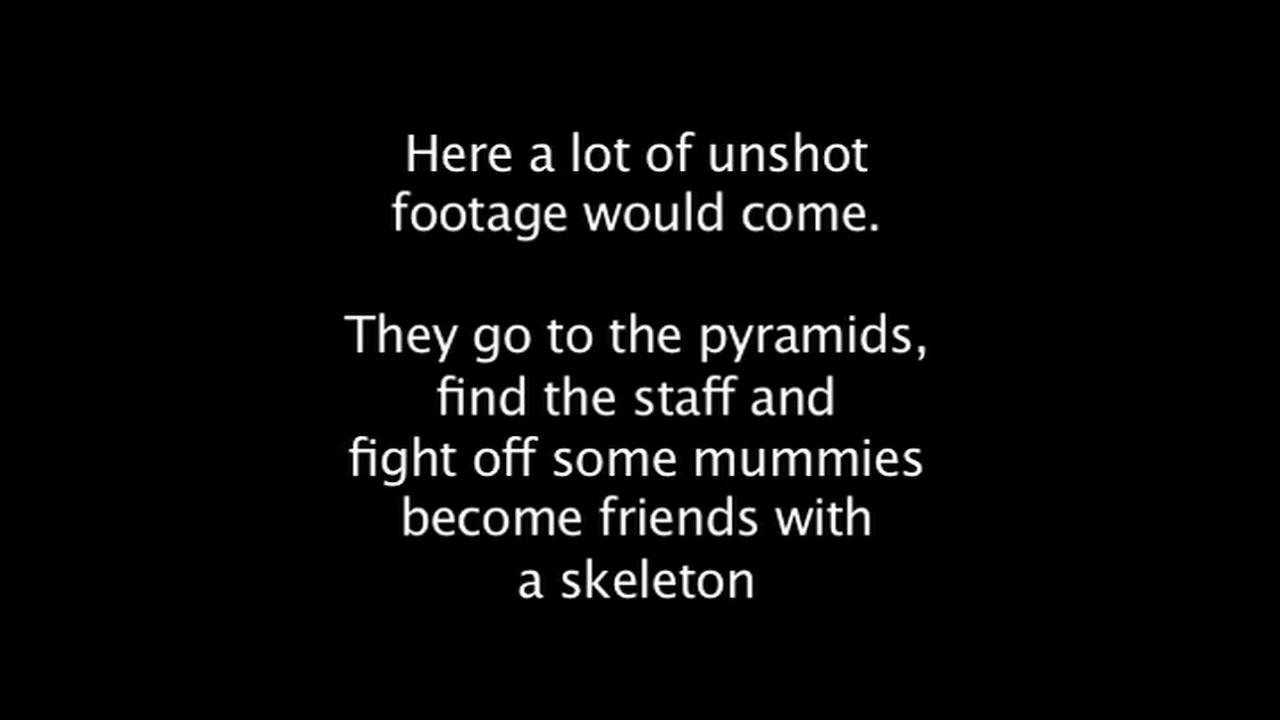 Here a lot of unshot
footage would come.
They go to the pyramids,
find the staff and
fight off some mummies
become friends with
a skeleton